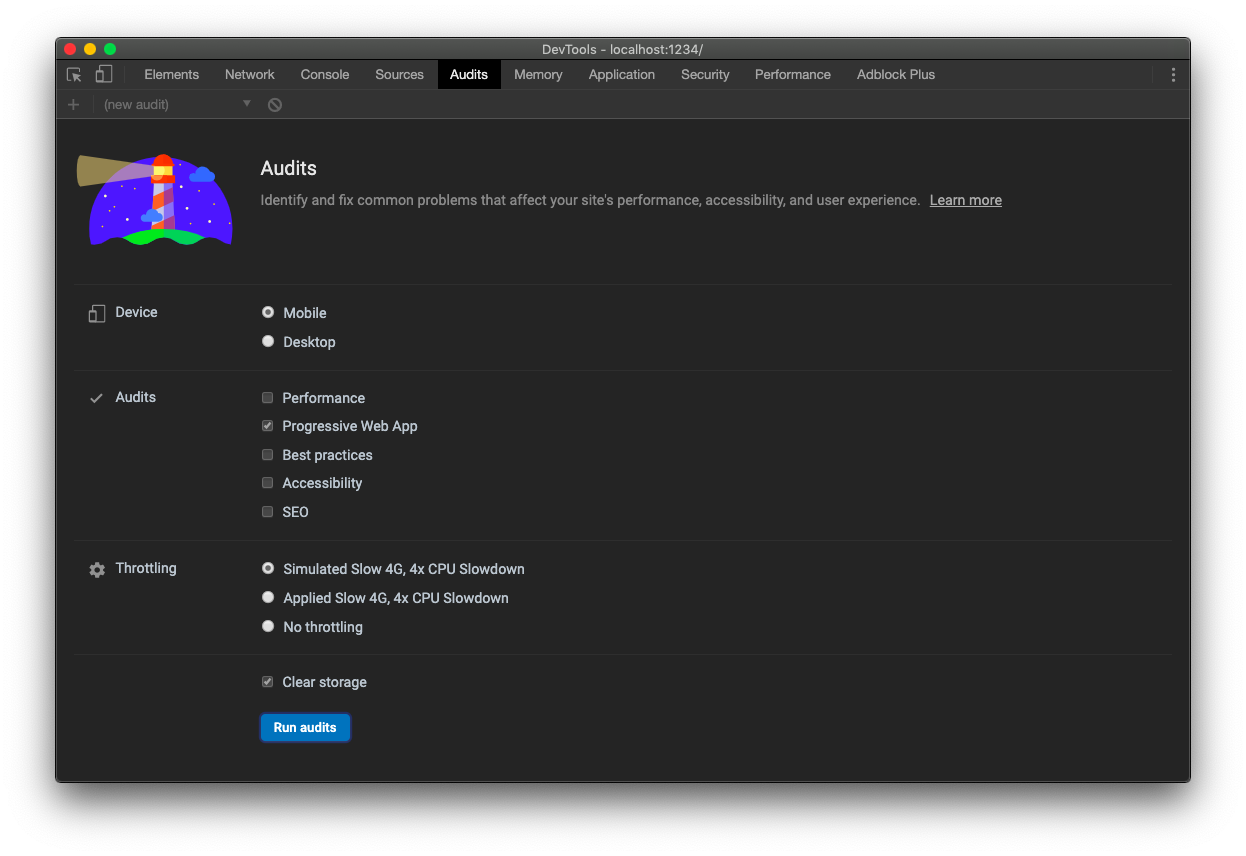 DevTools - localhost:1234/
Elements Network Console Sources Audits Memory Application Security Performance Adblock Plus
(new audit)
Audits
Identify and fix common problems that affect your site's performance, accessibility, and user experience. Learn more
Device
Mobile
Desktop
Audits
Performance
Progressive Web App
Best practices
Accessibility
SEO
Throttling
Simulated Slow 4G, 4x CPU Slowdown
Applied Slow 4G, 4x CPU Slowdown
No throttling
Clear storage
Run audits